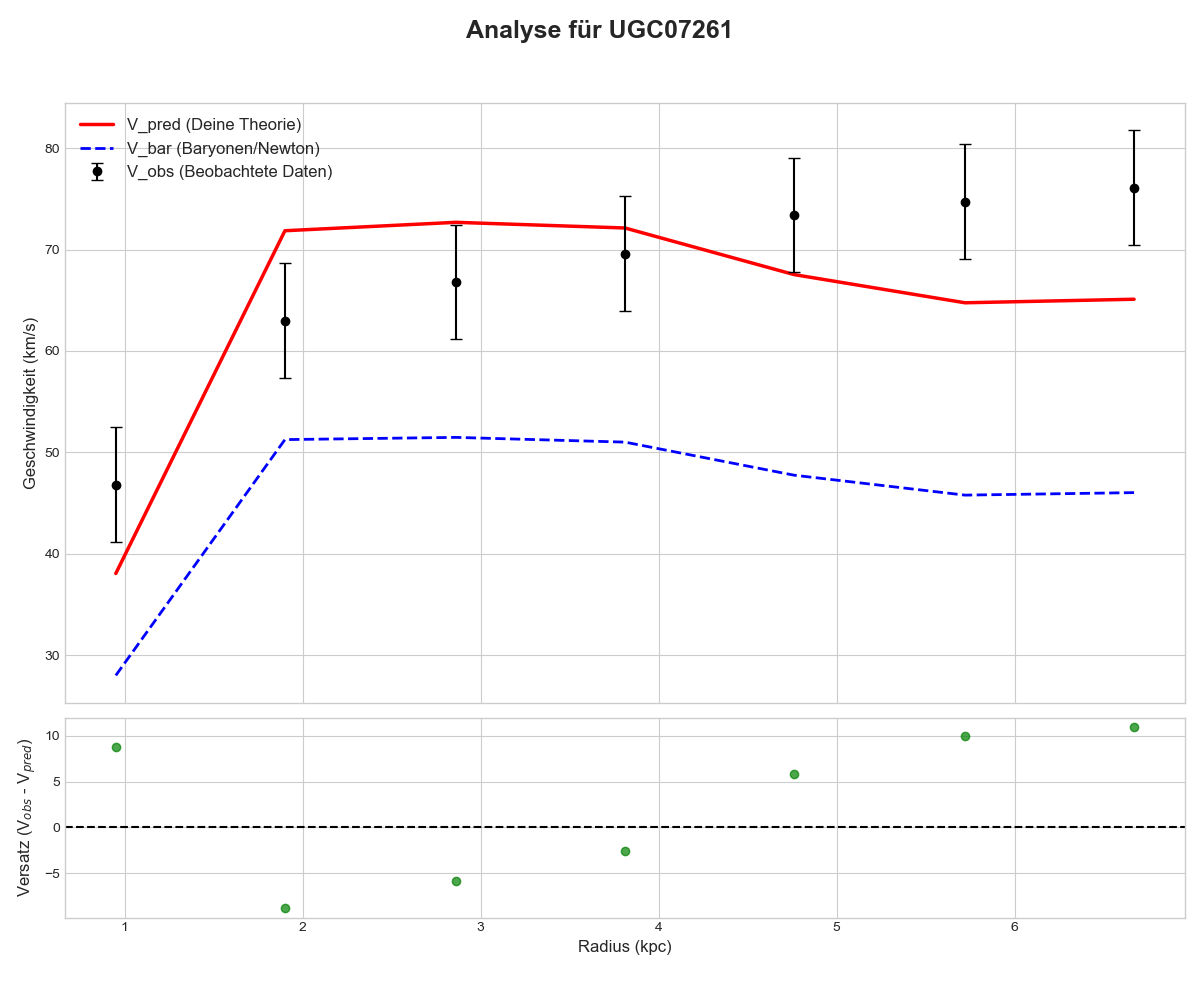 Analyse für UGC07261
V_pred (Deine Theorie)
V_bar (Baryonen/Newton)
V_obs (Beobachtete Daten)
Geschwindigkeit (km/s)
80
70
60
50
40
30
Versatz (V_obs - V_pred)
10
5
0
−5
1 2 3 4 5 6
Radius (kpc)